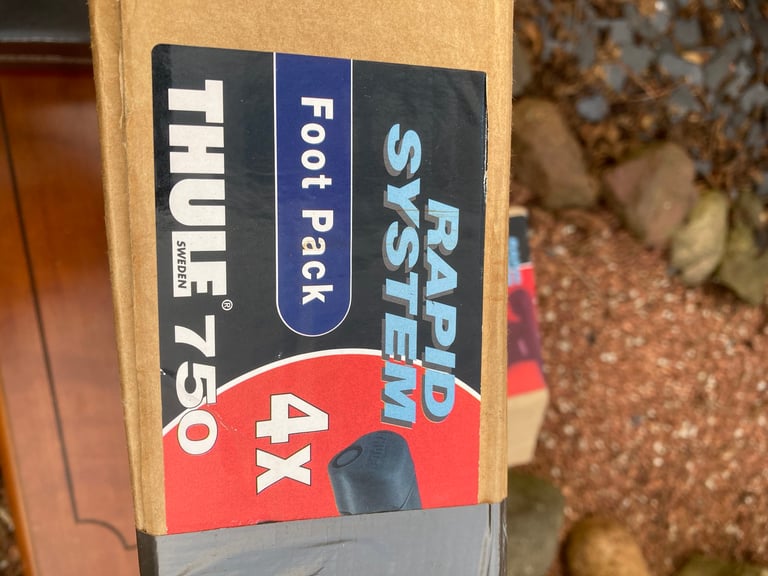 RAPID
SYSTEM
Foot Pack
4x
THULE® 750
SWEDEN